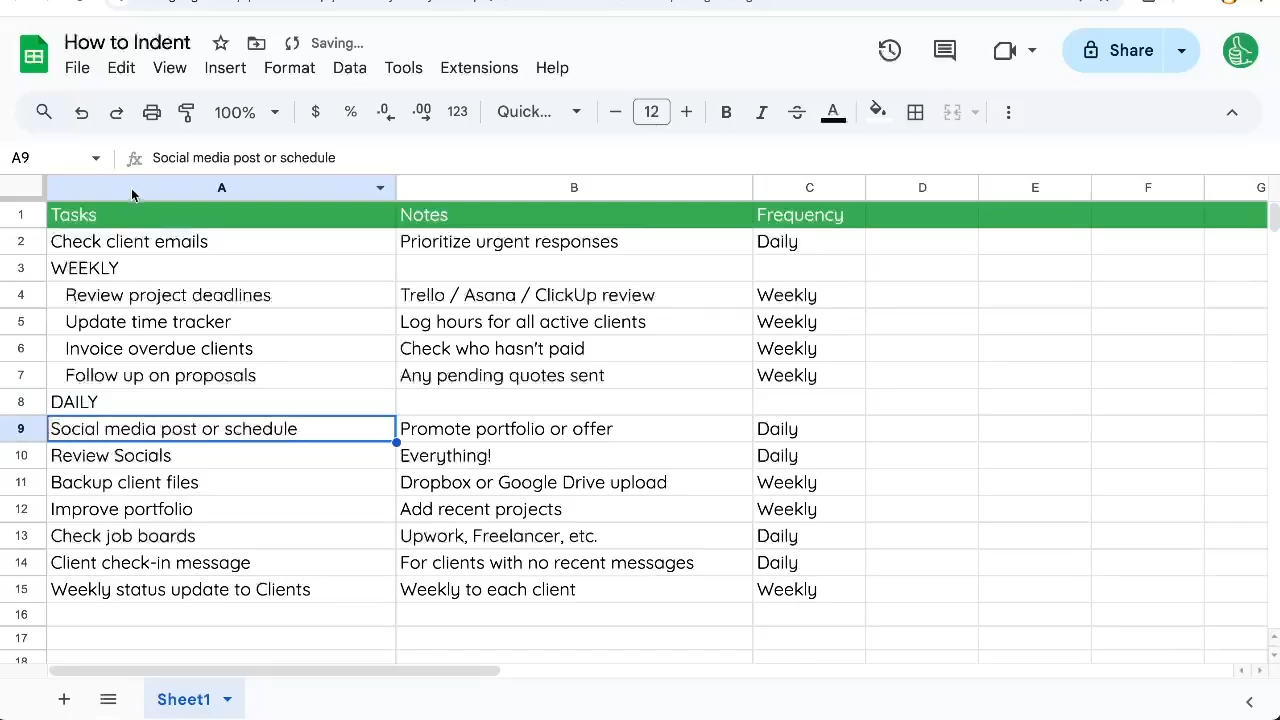 How to Indent Saving...
File Edit View Insert Format Data Tools Extensions Help
Share
100% $ % .0 .00 123 Quick... 12 B I A
A9 fx Social media post or schedule
A B C D E F G
1 Tasks Notes Frequency
2 Check client emails Prioritize urgent responses Daily
3 WEEKLY
4 Review project deadlines Trello / Asana / ClickUp review Weekly
5 Update time tracker Log hours for all active clients Weekly
6 Invoice overdue clients Check who hasn't paid Weekly
7 Follow up on proposals Any pending quotes sent Weekly
8 DAILY
9 Social media post or schedule Promote portfolio or offer Daily
10 Review Socials Everything! Daily
11 Backup client files Dropbox or Google Drive upload Weekly
12 Improve portfolio Add recent projects Weekly
13 Check job boards Upwork, Freelancer, etc. Daily
14 Client check-in message For clients with no recent messages Daily
15 Weekly status update to Clients Weekly to each client Weekly
16
17
18
Sheet1